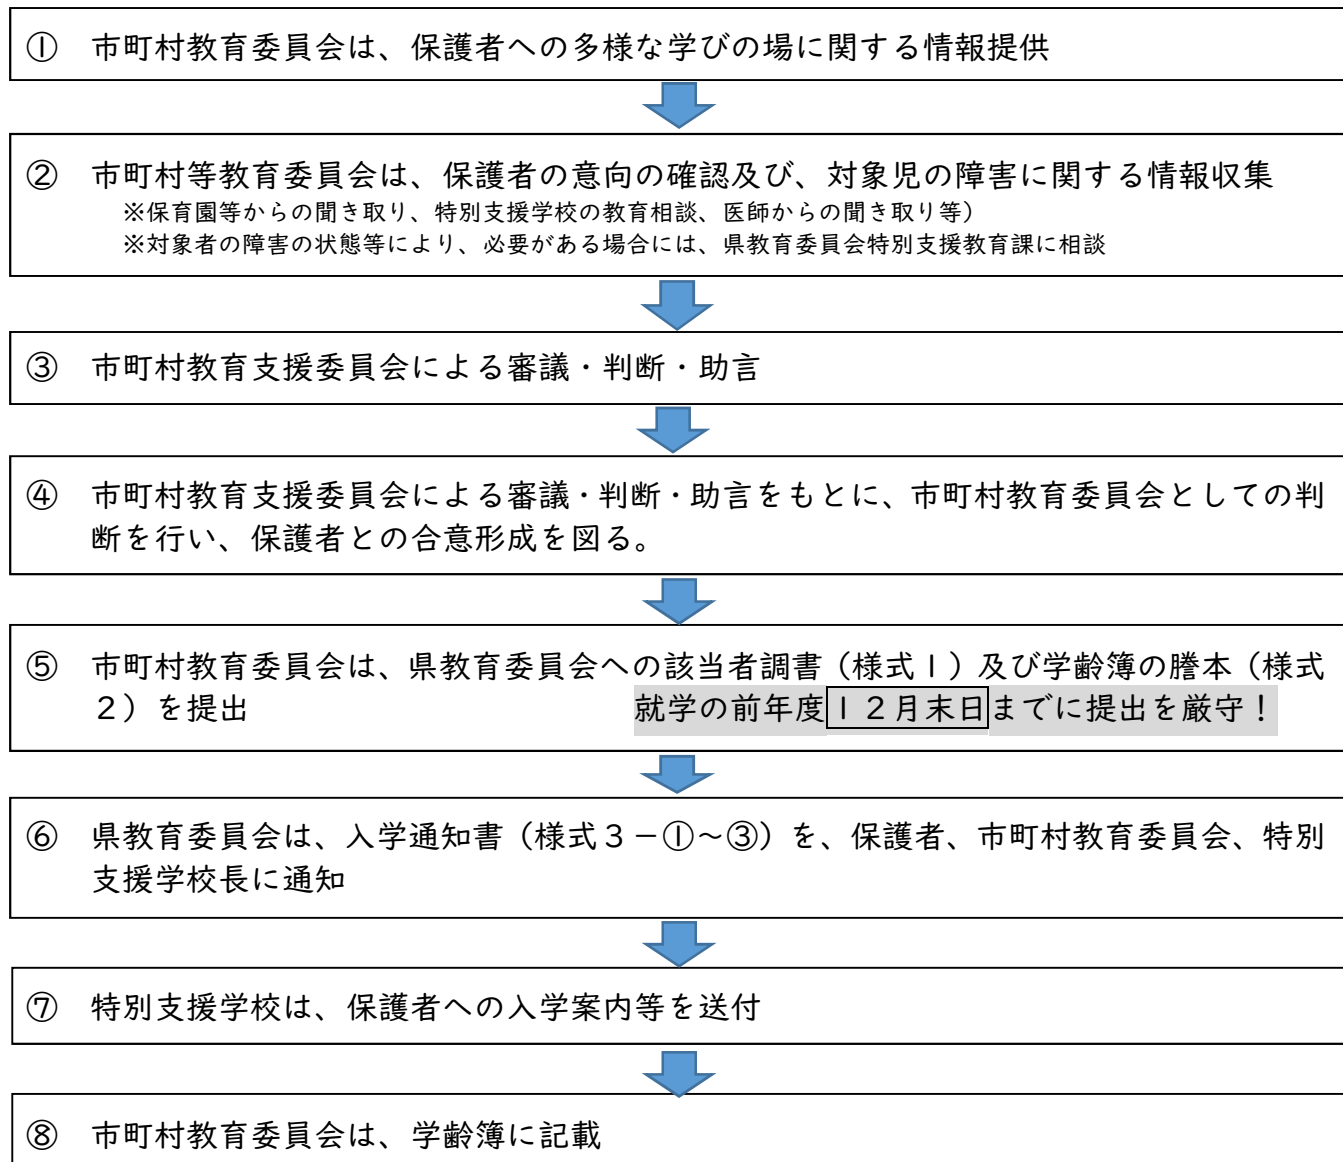 ① 市町村教育委員会は、保護者への多様な学びの場に関する情報提供
② 市町村等教育委員会は、保護者の意向の確認及び、対象児の障害に関する情報収集
※保育園等からの聞き取り、特別支援学校の教育相談、医師からの聞き取り等）
※対象者の障害の状態等により、必要がある場合には、県教育委員会特別支援教育課に相談
③ 市町村教育支援委員会による審議・判断・助言
④ 市町村教育支援委員会による審議・判断・助言をもとに、市町村教育委員会としての判
断を行い、保護者との合意形成を図る。
⑤ 市町村教育委員会は、県教育委員会への該当者調書（様式１）及び学齢簿の謄本（様式
２）を提出 就学の前年度１２月末日までに提出を厳守！
⑥ 県教育委員会は、入学通知書（様式３－①～③）を、保護者、市町村教育委員会、特別
支援学校長に通知
⑦ 特別支援学校は、保護者への入学案内等を送付
⑧ 市町村教育委員会は、学齢簿に記載